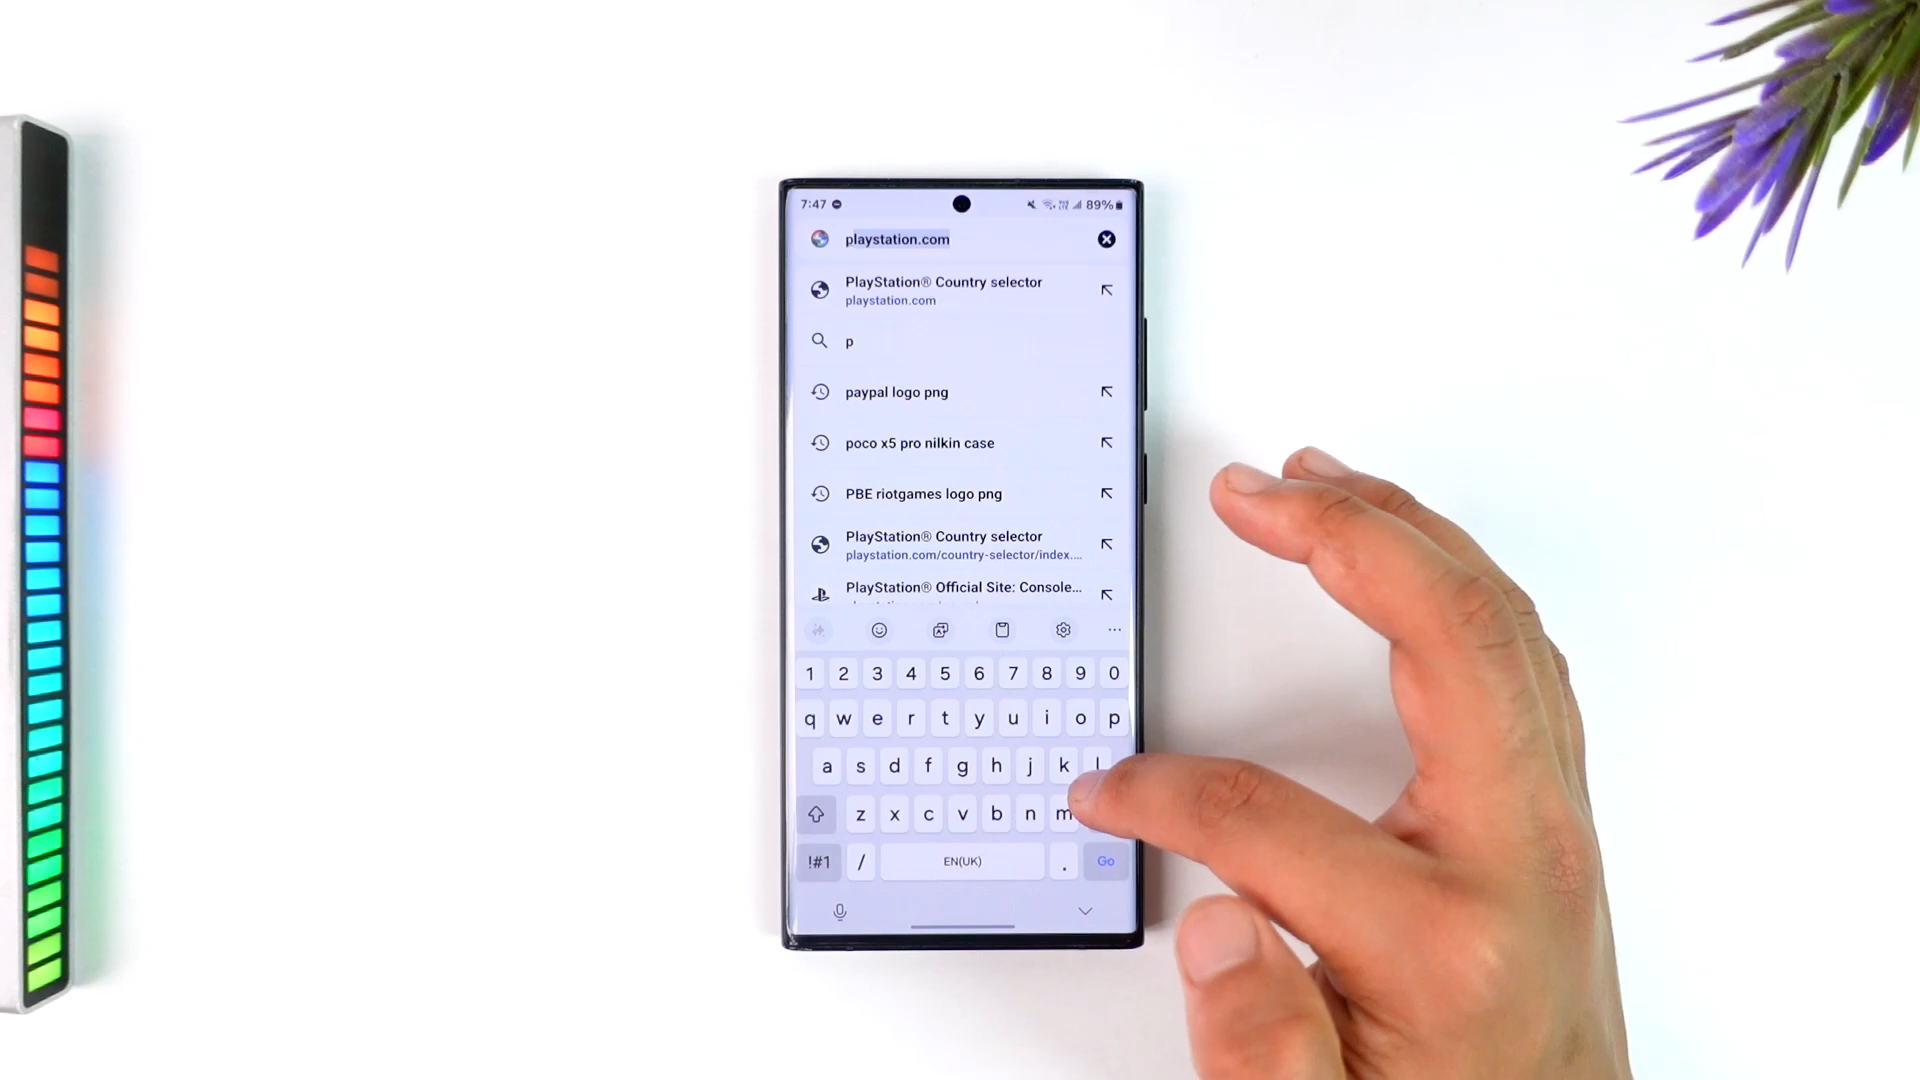 7:47 89%
playstation.com
PlayStation® Country selector
playstation.com
p
paypal logo png
poco x5 pro nilkin case
PBE riotgames logo png
PlayStation® Country selector
playstation.com/country-selector/index....
PlayStation® Official Site: Console...
1 2 3 4 5 6 7 8 9 0
q w e r t y u i o p
a s d f g h j k l
z x c v b n m
!#1 / EN(UK) . Go